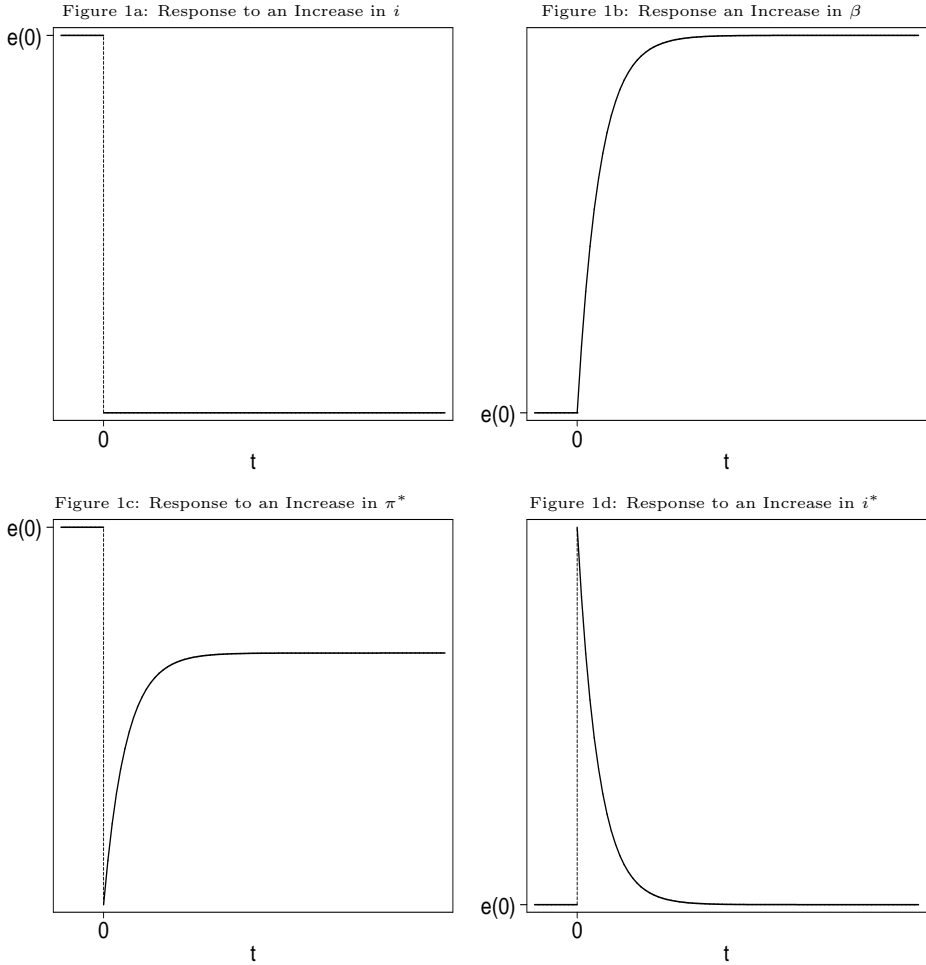 Figure 1a: Response to an Increase in i
e(0)
0
t
Figure 1b: Response an Increase in β
e(0)
0
t
Figure 1c: Response to an Increase in π*
e(0)
0
t
Figure 1d: Response to an Increase in i*
e(0)
0
t